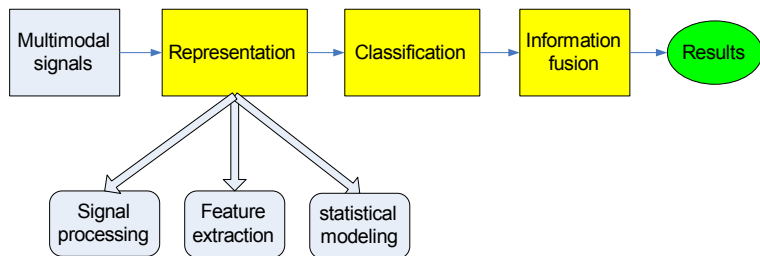 Multimodal
signals
Representation
Classification
Information
fusion
Results
Signal
processing
Feature
extraction
statistical
modeling